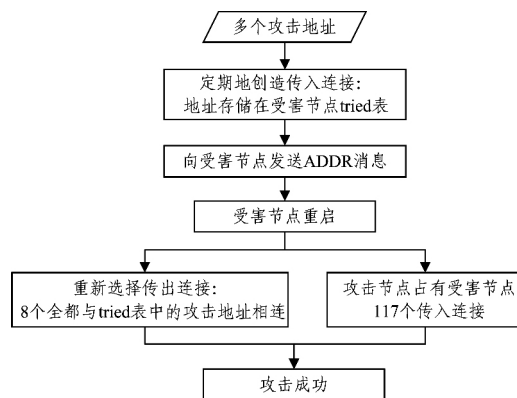 多个攻击地址
定期地创造传入连接：
地址存储在受害节点tried表
向受害节点发送ADDR消息
受害节点重启
重新选择传出连接：
8个全都与tried表中的攻击地址相连
攻击节点占有受害节点
117个传入连接
攻击成功